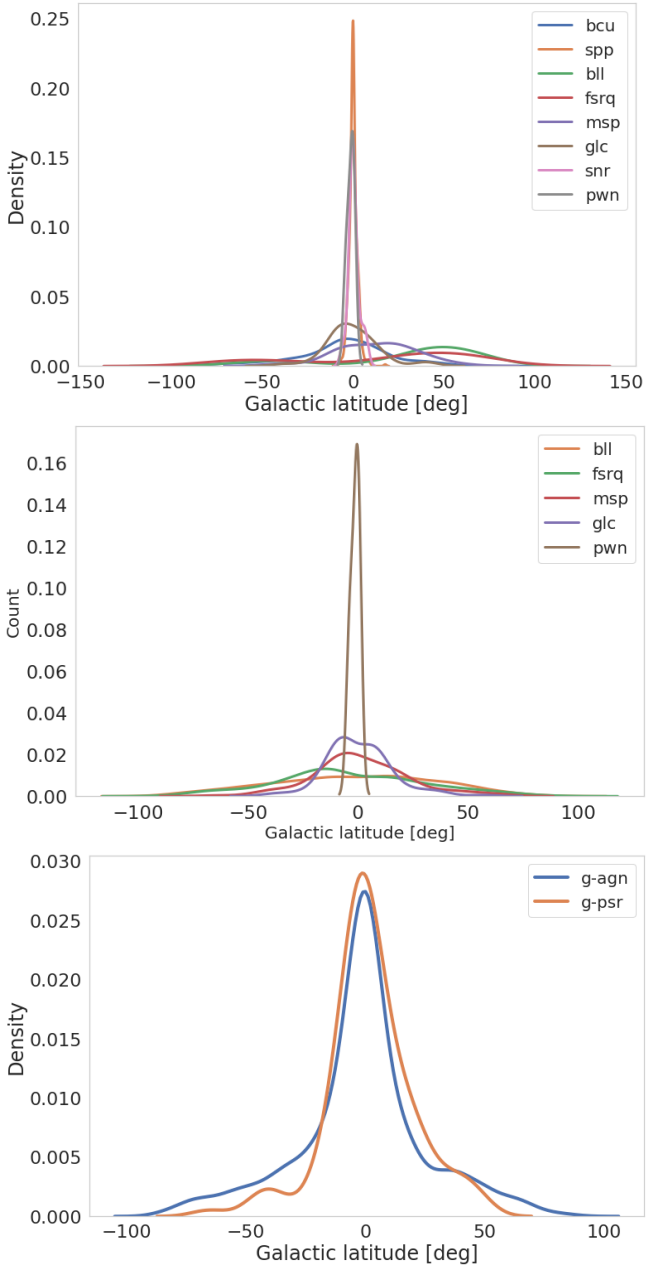 0.25
0.20
0.15
0.10
0.05
0.00
Density
bcu
spp
bll
fsrq
msp
glc
snr
pwn
−150 −100 −50 0 50 100 150
Galactic latitude [deg]
0.16
0.14
0.12
0.10
0.08
0.06
0.04
0.02
0.00
Count
bll
fsrq
msp
glc
pwn
−100 −50 0 50 100
Galactic latitude [deg]
0.030
0.025
0.020
0.015
0.010
0.005
0.000
Density
g-agn
g-psr
−100 −50 0 50 100
Galactic latitude [deg]